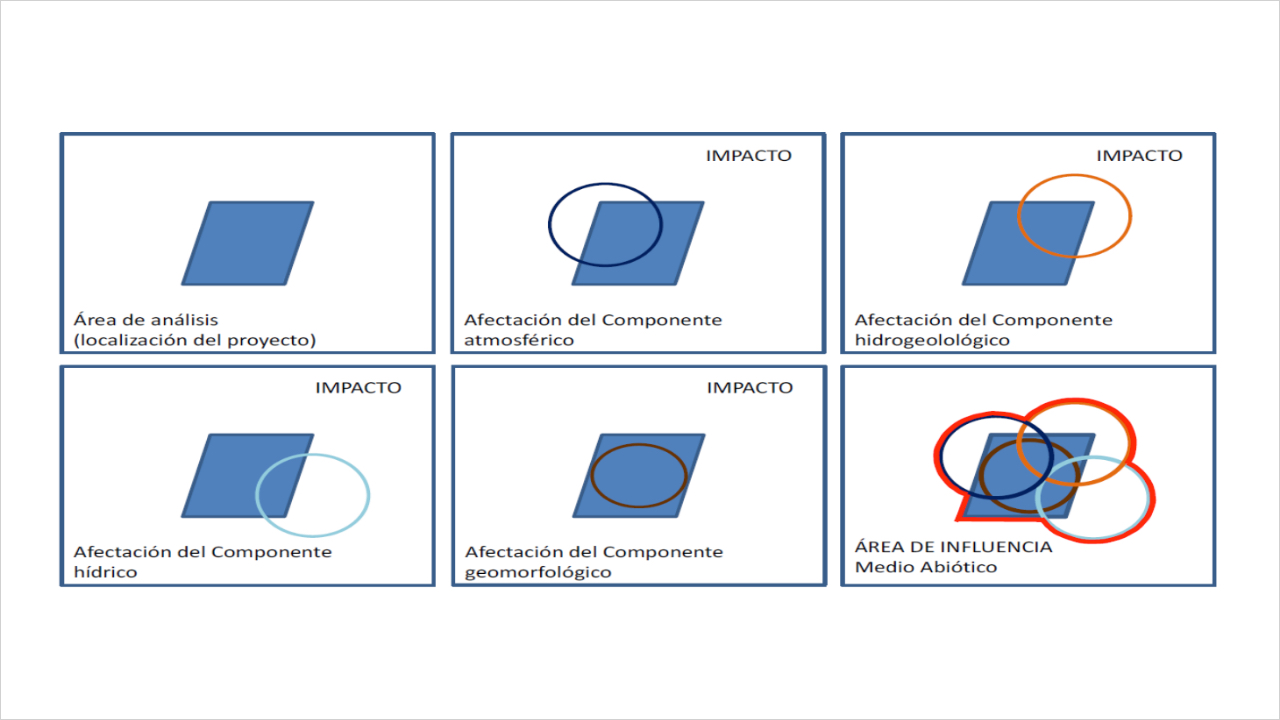 Área de análisis
(localización del proyecto)
IMPACTO
Afectación del Componente
atmosférico
IMPACTO
Afectación del Componente
hidrogeolológico
IMPACTO
Afectación del Componente
hídrico
IMPACTO
Afectación del Componente
geomorfológico
ÁREA DE INFLUENCIA
Medio Abiótico